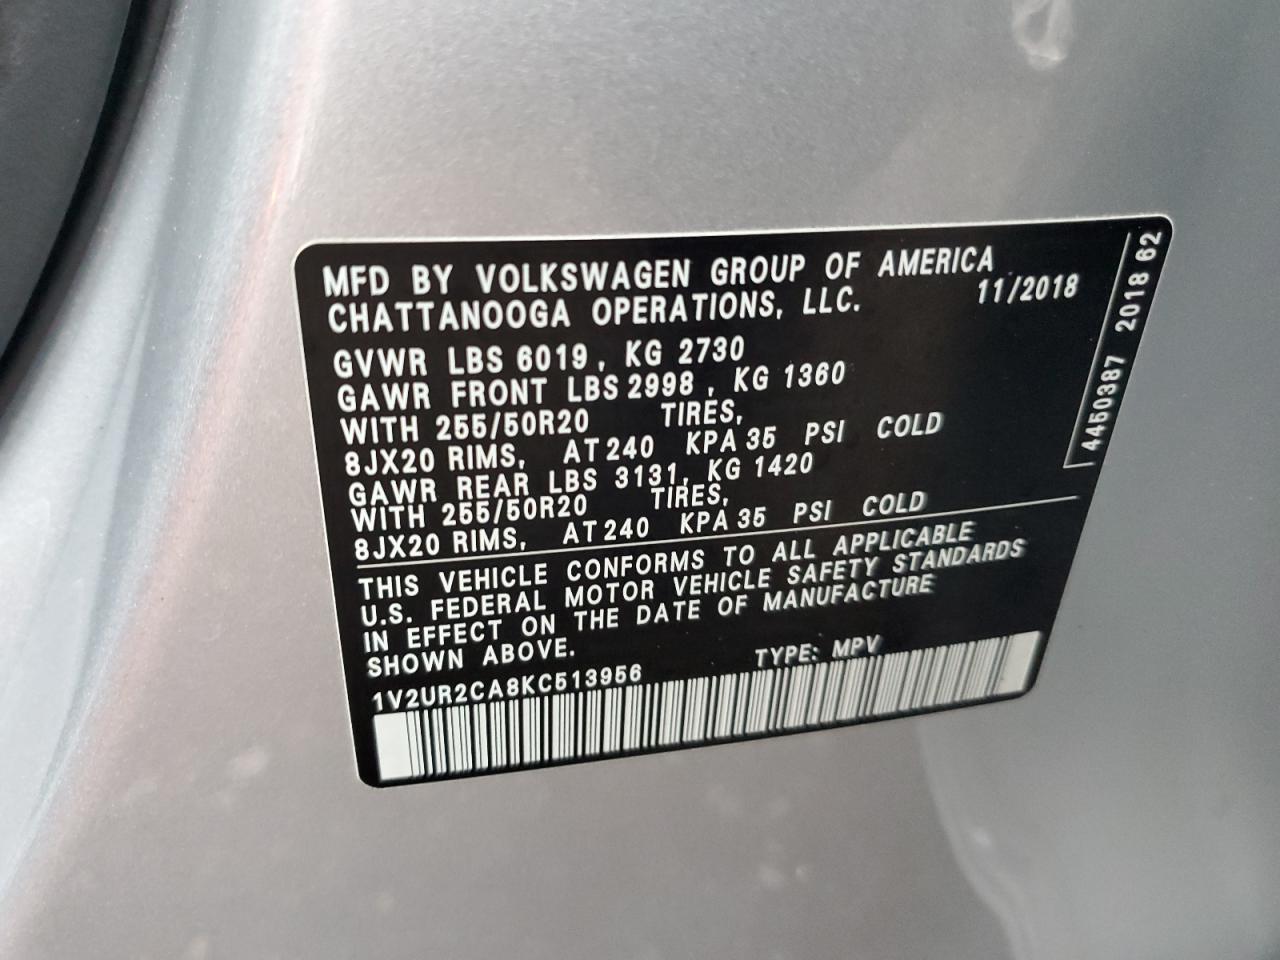 MFD BY VOLKSWAGEN GROUP OF AMERICA
CHATTANOOGA OPERATIONS, LLC. 11/2018
GVWR LBS 6019, KG 2730
GAWR FRONT LBS 2998, KG 1360
WITH 255/50R20 TIRES,
8JX20 RIMS, AT 240 KPA 35 PSI COLD
GAWR REAR LBS 3131, KG 1420
WITH 255/50R20 TIRES,
8JX20 RIMS, AT 240 KPA 35 PSI COLD
THIS VEHICLE CONFORMS TO ALL APPLICABLE
U.S. FEDERAL MOTOR VEHICLE SAFETY STANDARDS
IN EFFECT ON THE DATE OF MANUFACTURE
SHOWN ABOVE.
1V2UR2CA8KC513956 TYPE: MPV
4450387 2018 62